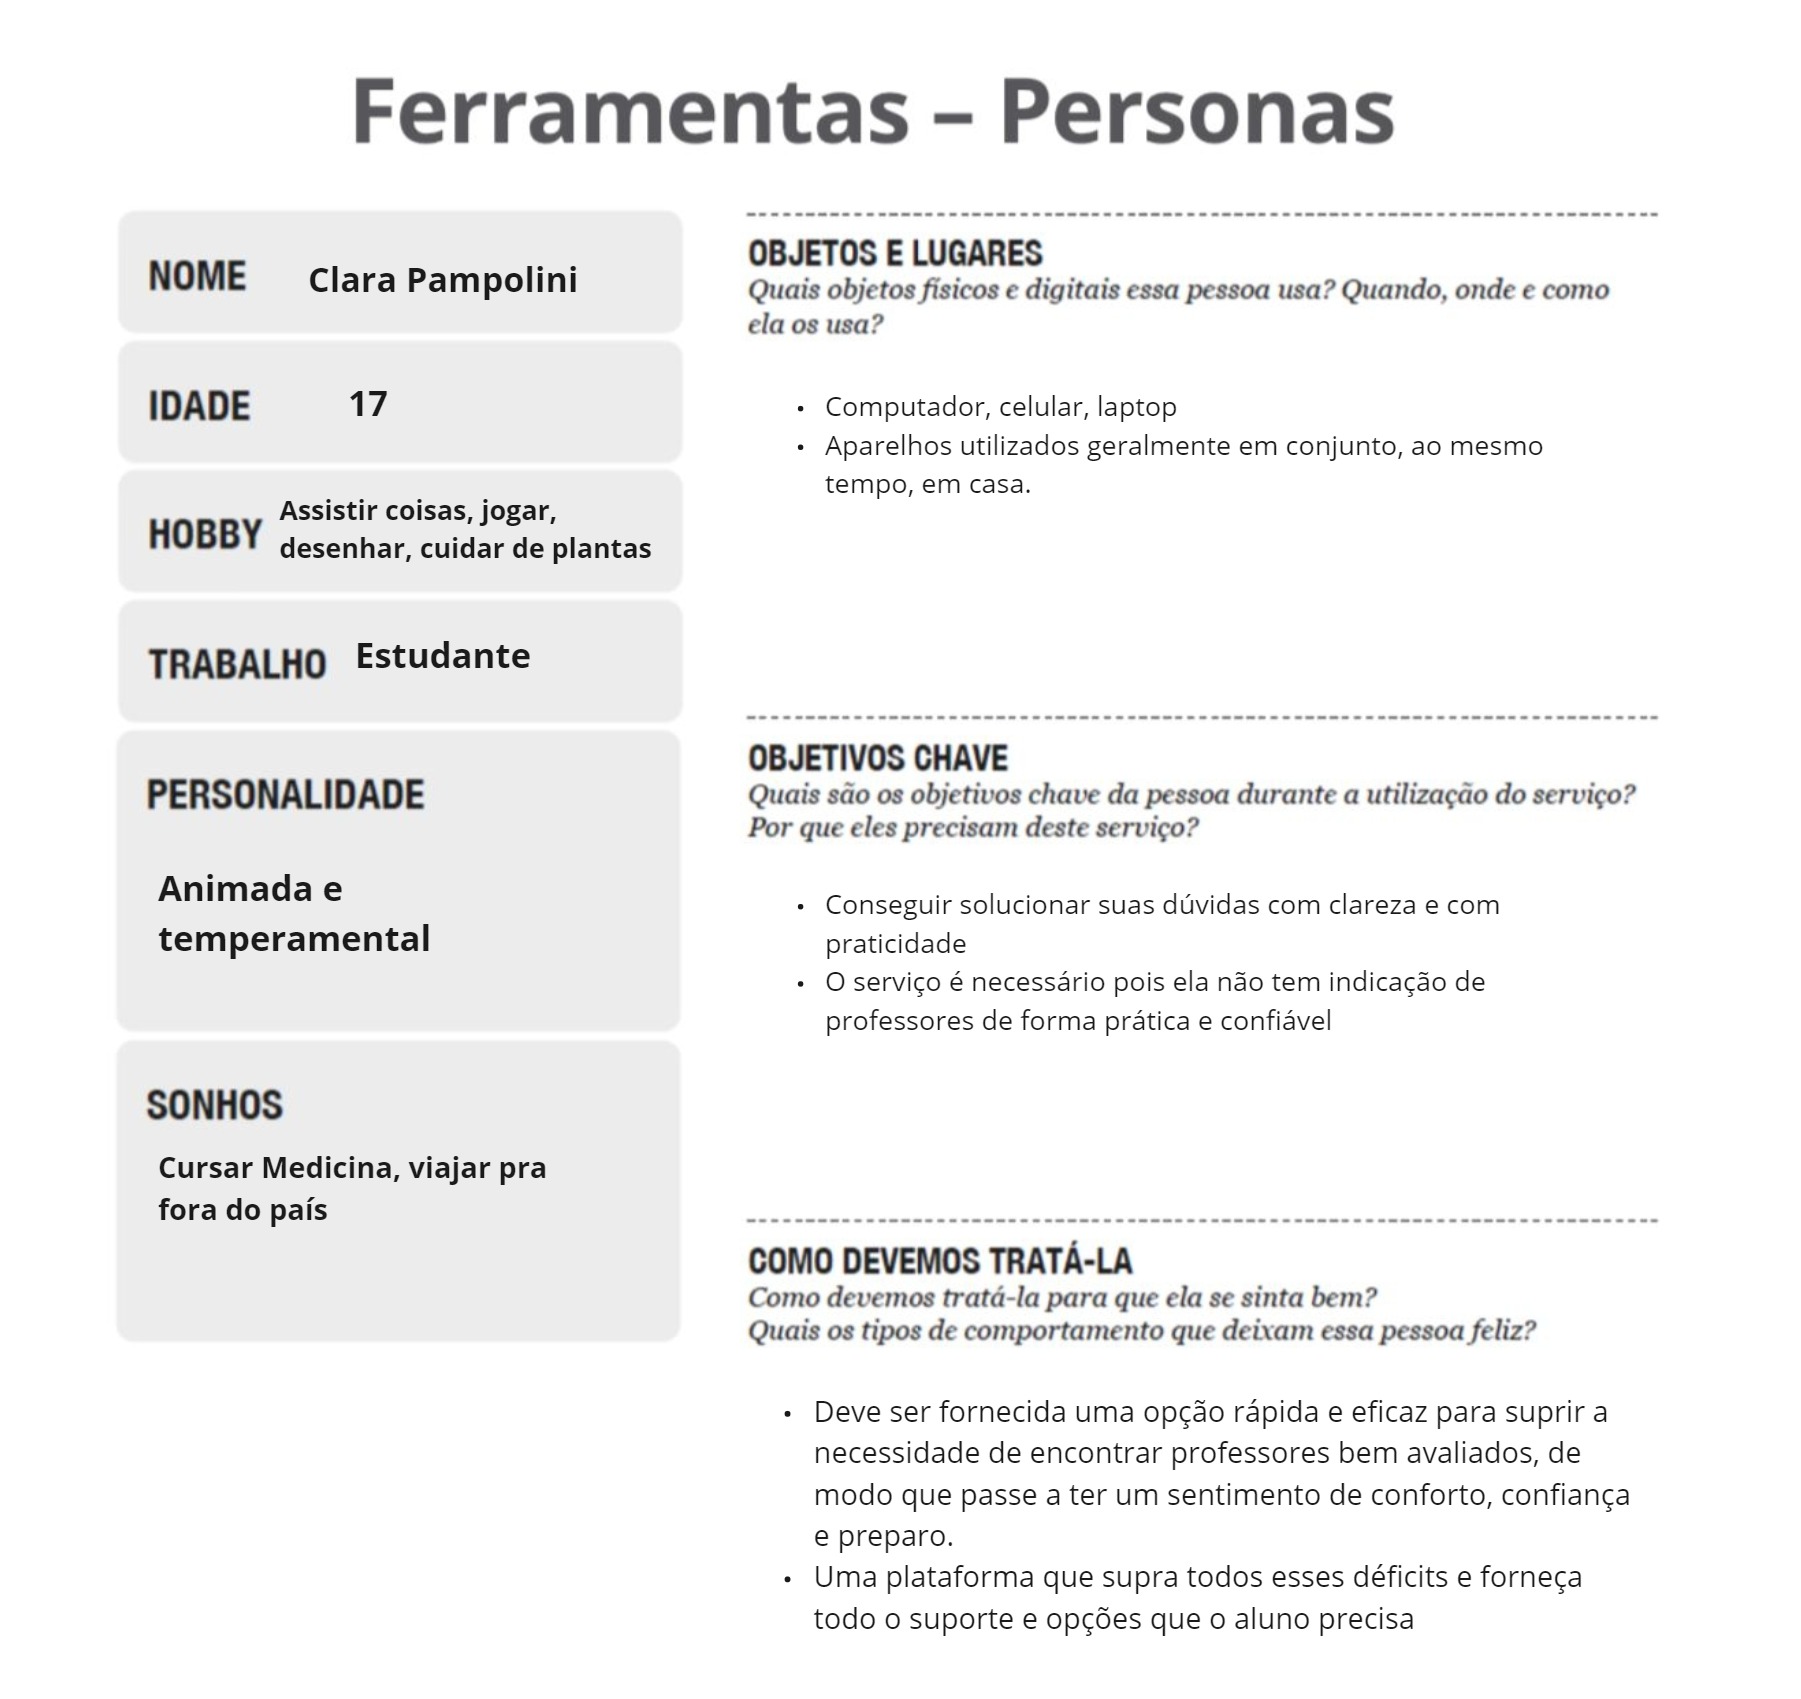 Ferramentas – Personas
NOME Clara Pampolini
IDADE 17
HOBBY Assistir coisas, jogar,
desenhar, cuidar de plantas
TRABALHO Estudante
PERSONALIDADE
Animada e
temperamental
SONHOS
Cursar Medicina, viajar pra
fora do país
OBJETOS E LUGARES
Quais objetos físicos e digitais essa pessoa usa? Quando, onde e como
ela os usa?
• Computador, celular, laptop
• Aparelhos utilizados geralmente em conjunto, ao mesmo
tempo, em casa.
OBJETIVOS CHAVE
Quais são os objetivos chave da pessoa durante a utilização do serviço?
Por que eles precisam deste serviço?
• Conseguir solucionar suas dúvidas com clareza e com
praticidade
• O serviço é necessário pois ela não tem indicação de
professores de forma prática e confiável
COMO DEVEMOS TRATÁ-LA
Como devemos tratá-la para que ela se sinta bem?
Quais os tipos de comportamento que deixam essa pessoa feliz?
• Deve ser fornecida uma opção rápida e eficaz para suprir a
necessidade de encontrar professores bem avaliados, de
modo que passe a ter um sentimento de conforto, confiança
e preparo.
• Uma plataforma que supra todos esses déficits e forneça
todo o suporte e opções que o aluno precisa